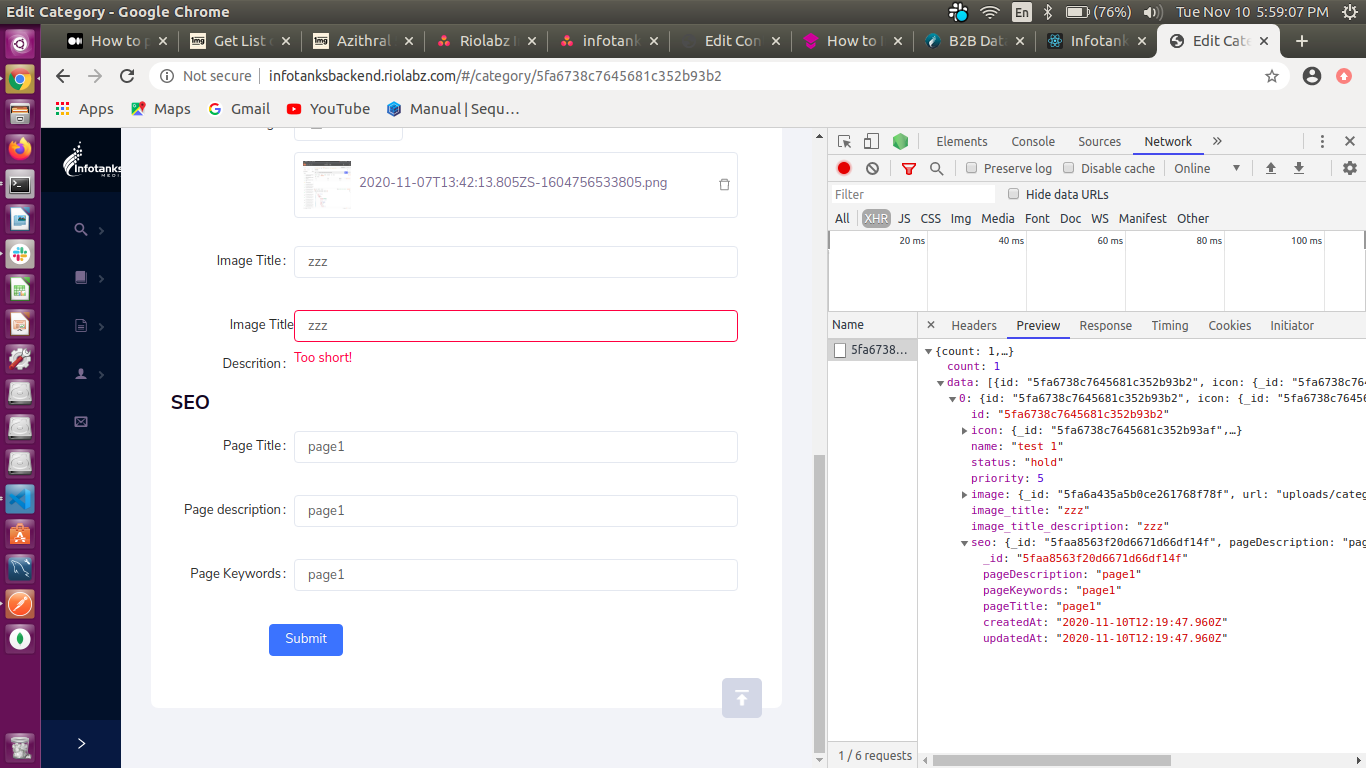 Edit Category - Google Chrome
En (76%) Tue Nov 10 5:59:07 PM
How to p Get List o Azithral Riolabz I infotank Edit Con How to B2B Dat Infotank Edit Cate
Not secure infotanksbackend.riolabz.com/#/category/5fa6738c7645681c352b93b2
Apps Maps Gmail YouTube Manual | Sequ…
infotanks
MEDIA
2020-11-07T13:42:13.805ZS-1604756533805.png
Image Title : zzz
Image Title zzz
Descrition : Too short!
SEO
Page Title : page1
Page description : page1
Page Keywords : page1
Submit
Elements Console Sources Network
Preserve log Disable cache Online
Filter Hide data URLs
All XHR JS CSS Img Media Font Doc WS Manifest Other
20 ms 40 ms 60 ms 80 ms 100 ms
Name Headers Preview Response Timing Cookies Initiator
5fa6738...
{count: 1,…}
count: 1
data: [{id: "5fa6738c7645681c352b93b2", icon: {_id: "5fa6738c76
0: {id: "5fa6738c7645681c352b93b2", icon: {_id: "5fa6738c7645
id: "5fa6738c7645681c352b93b2"
icon: {_id: "5fa6738c7645681c352b93af",…}
name: "test 1"
status: "hold"
priority: 5
image: {_id: "5fa6a435a5b0ce261768f78f", url: "uploads/categ
image_title: "zzz"
image_title_description: "zzz"
seo: {_id: "5faa8563f20d6671d66df14f", pageDescription: "pag
_id: "5faa8563f20d6671d66df14f"
pageDescription: "page1"
pageKeywords: "page1"
pageTitle: "page1"
createdAt: "2020-11-10T12:19:47.960Z"
updatedAt: "2020-11-10T12:19:47.960Z"
1 / 6 requests